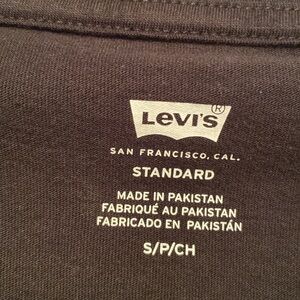 Levi's®
SAN FRANCISCO, CAL.
STANDARD
MADE IN PAKISTAN
FABRIQUÉ AU PAKISTAN
FABRICADO EN PAKISTÁN
S/P/CH